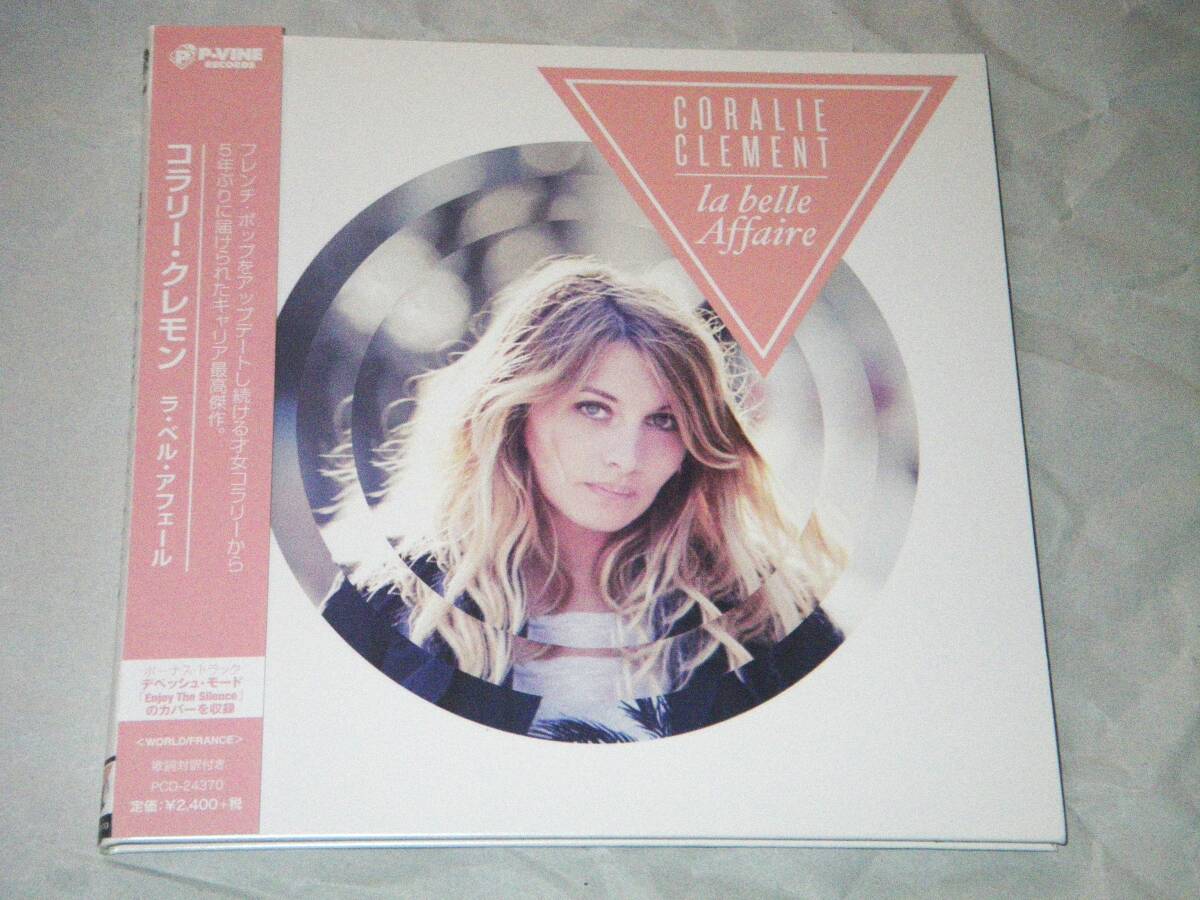 P-VINE
RECORDS
フレンチ・ポップをアップデートし続ける才女コラリーから
5年ぶりに届けられたキャリア最高傑作。
コラリー・クレモン ラ・ベル・アフェール
ボーナス・トラック
デペッシュ・モード
「Enjoy The Silence」
のカバーを収録
<WORLD/FRANCE>
歌詞対訳付き
PCD-24370
定価：¥2,400+税
CORALIE
CLEMENT
la belle
Affaire